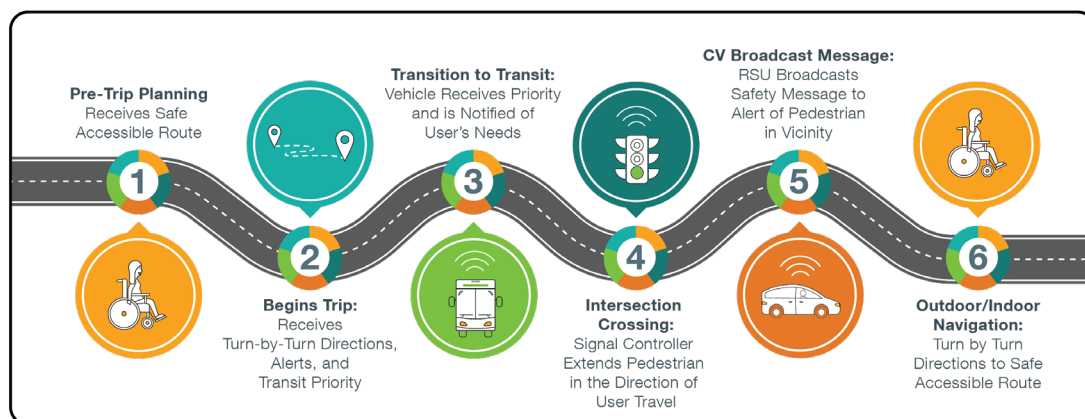 Pre-Trip Planning
Receives Safe
Accessible Route
1
2
Begins Trip:
Receives
Turn-by-Turn Directions,
Alerts, and
Transit Priority
Transition to Transit:
Vehicle Receives Priority
and is Notified of
User's Needs
3
4
Intersection
Crossing:
Signal Controller
Extends Pedestrian
in the Direction of
User Travel
CV Broadcast Message:
RSU Broadcasts
Safety Message to
Alert of Pedestrian
in Vicinity
5
6
Outdoor/Indoor
Navigation:
Turn by Turn
Directions to Safe
Accessible Route